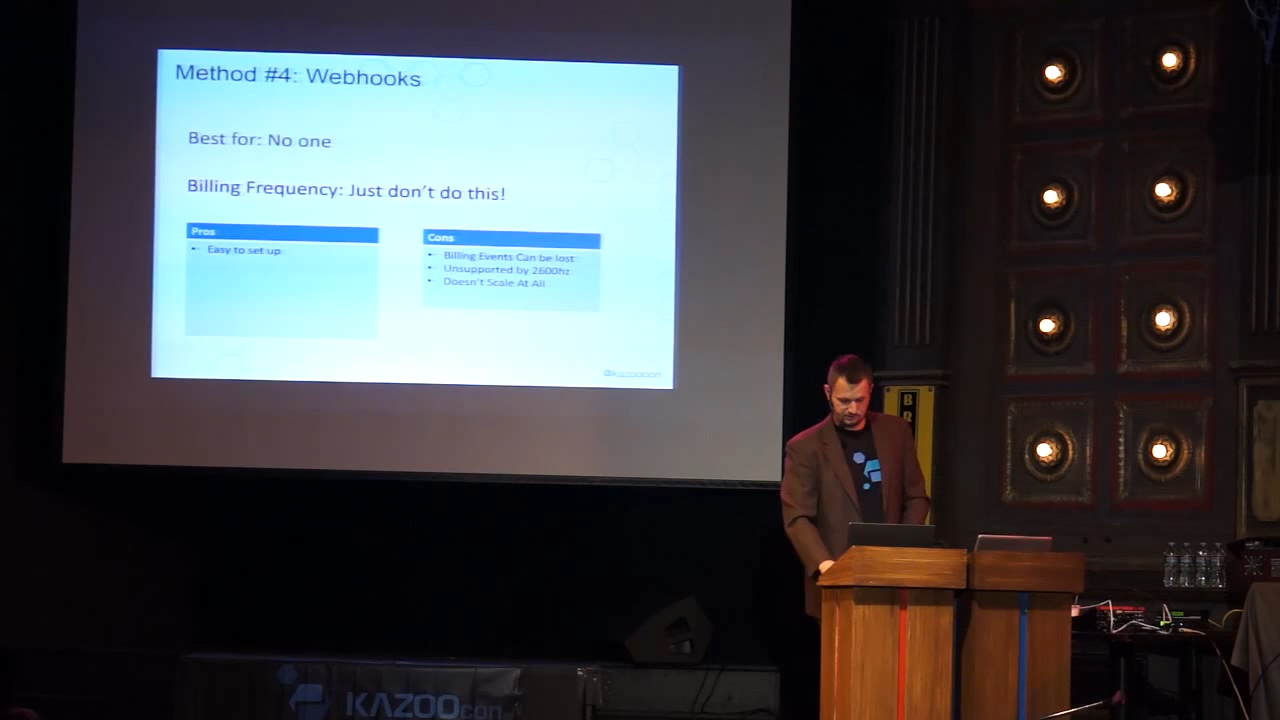 Method #4: Webhooks
Best for: No one
Billing Frequency: Just don't do this!
Pros
• Easy to set up
Cons
• Billing Events Can be lost
• Unsupported by 2600hz
• Doesn't Scale At All
@kazoocon
B
R
KAZOOcon